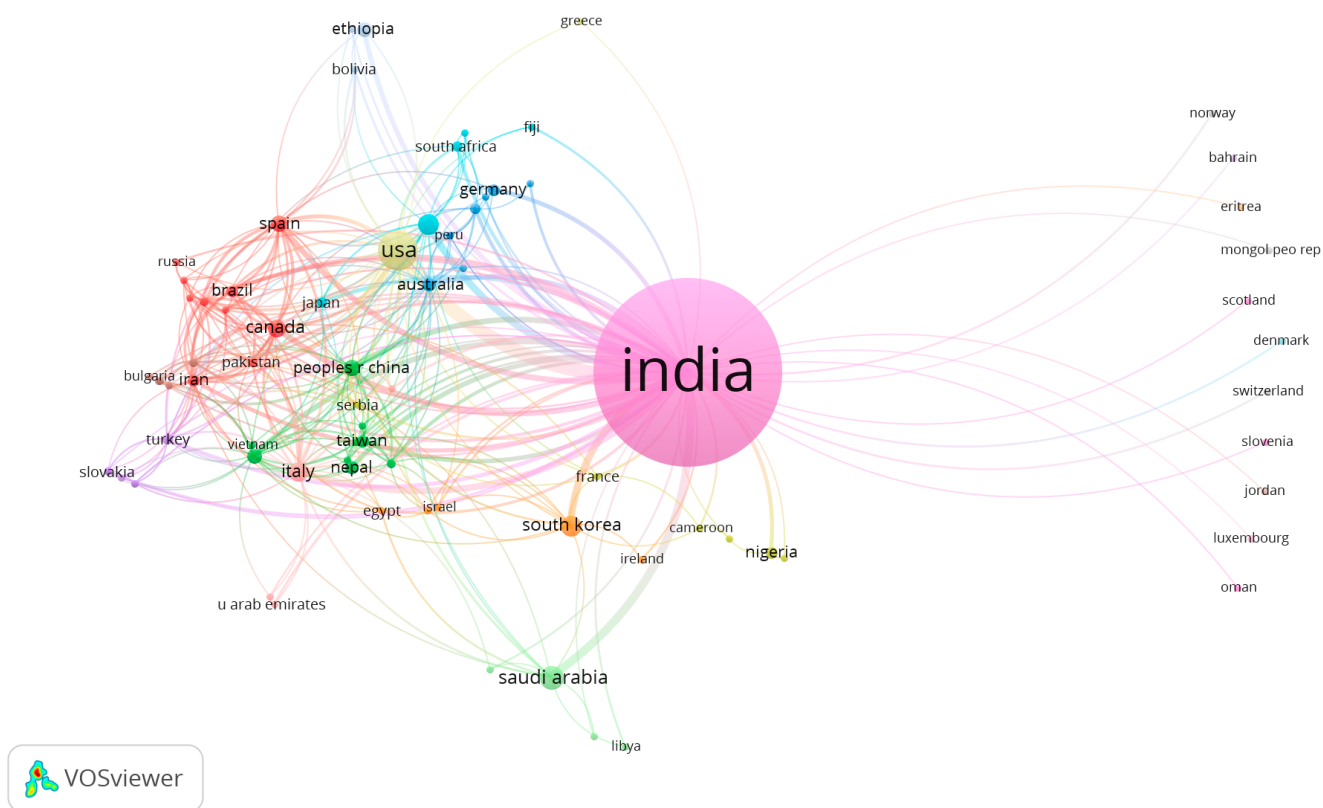 ethiopia
greece
bolivia
norway
fiji
south africa
bahrain
germany
eritrea
spain
peru
usa
mongol peo rep
russia
australia
brazil
japan
scotland
canada
denmark
pakistan
peoples r china
india
bulgaria
iran
switzerland
serbia
turkey
vietnam
taiwan
slovenia
slovakia
italy
nepal
france
jordan
egypt
israel
south korea
cameroon
luxembourg
ireland
nigeria
oman
u arab emirates
saudi arabia
libya
VOSviewer